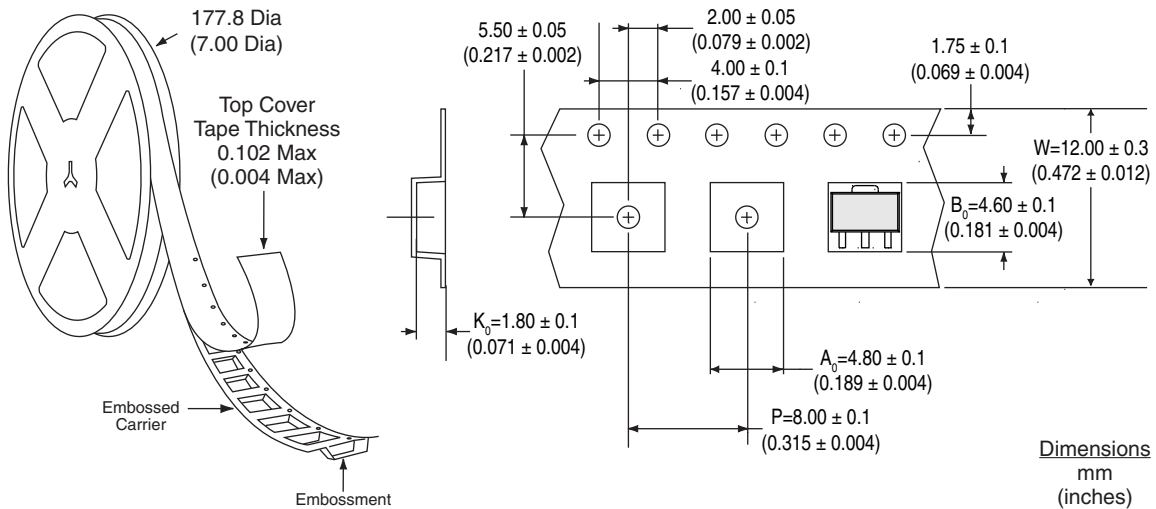 177.8 Dia
(7.00 Dia)
Top Cover
Tape Thickness
0.102 Max
(0.004 Max)
5.50 ± 0.05
(0.217 ± 0.002)
2.00 ± 0.05
(0.079 ± 0.002)
4.00 ± 0.1
(0.157 ± 0.004)
1.75 ± 0.1
(0.069 ± 0.004)
W=12.00 ± 0.3
(0.472 ± 0.012)
B₀=4.60 ± 0.1
(0.181 ± 0.004)
K₀=1.80 ± 0.1
(0.071 ± 0.004)
A₀=4.80 ± 0.1
(0.189 ± 0.004)
P=8.00 ± 0.1
(0.315 ± 0.004)
Embossed
Carrier
Embossment
Dimensions
mm
(inches)